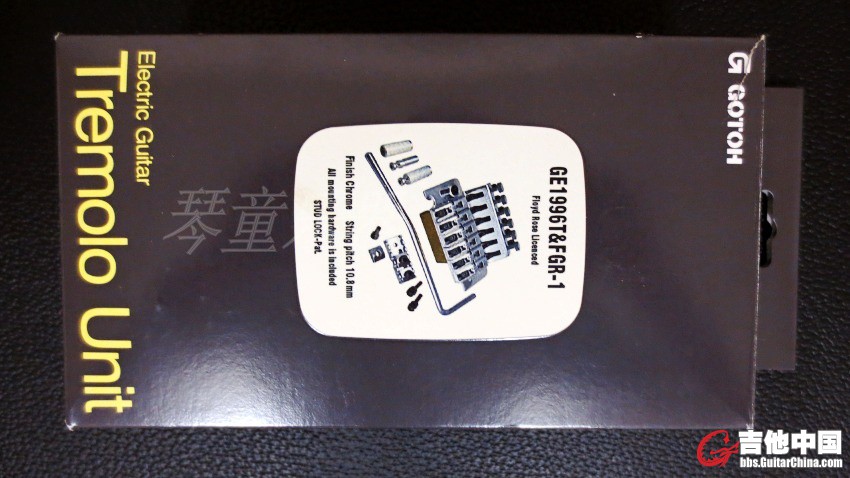 G GOTOH
GE1996T&FGR-1
Floyd Rose Licenced
Finish Chrome String pitch 10.8mm
All mounting hardware is included
STUD LOCK-Pat.
Electric Guitar
Tremolo Unit
琴童
吉他中国
bbs.GuitarChina.com